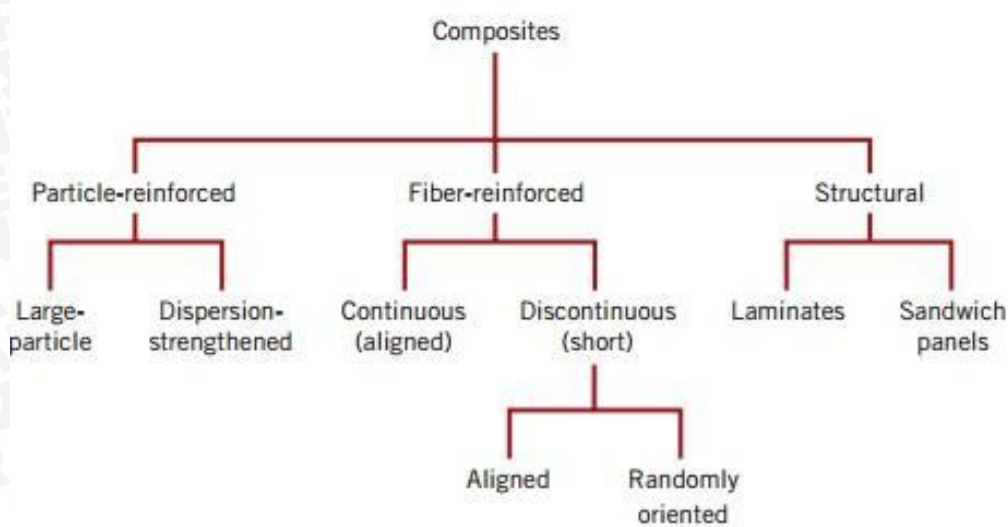 Composites
Particle-reinforced Fiber-reinforced Structural
Large-
particle
Dispersion-
strengthened
Continuous
(aligned)
Discontinuous
(short)
Laminates
Sandwich
panels
Aligned
Randomly
oriented